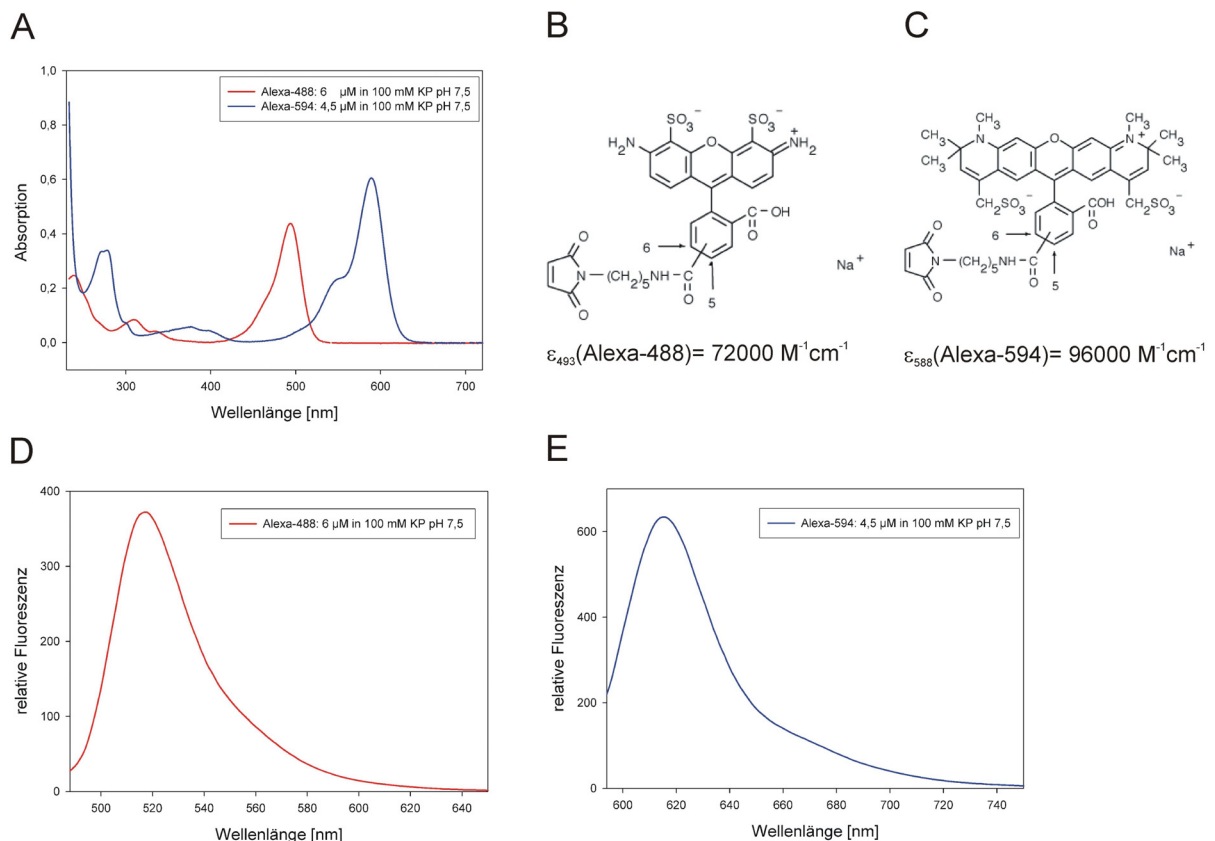 A
Absorption
1,0
0,8
0,6
0,4
0,2
0,0
Alexa-488: 6 µM in 100 mM KP pH 7,5
Alexa-594: 4,5 µM in 100 mM KP pH 7,5
300 400 500 600 700
Wellenlänge [nm]
B
SO3− SO3−
H2N O NH2+
O
OH
6
5
O
N
O
(CH2)5NH C
O
Na+
ε493(Alexa-488)= 72000 M-1cm-1
C
CH3 CH3
CH3 N O N+ CH3
CH3 CH3
CH2SO3− CH2SO3−
COH
O
6
5
O
N
O
(CH2)5NH C
O
Na+
ε588(Alexa-594)= 96000 M-1cm-1
D
relative Fluoreszenz
400
300
200
100
0
Alexa-488: 6 µM in 100 mM KP pH 7,5
500 520 540 560 580 600 620 640
Wellenlänge [nm]
E
relative Fluoreszenz
600
400
200
0
Alexa-594: 4,5 µM in 100 mM KP pH 7,5
600 620 640 660 680 700 720 740
Wellenlänge [nm]